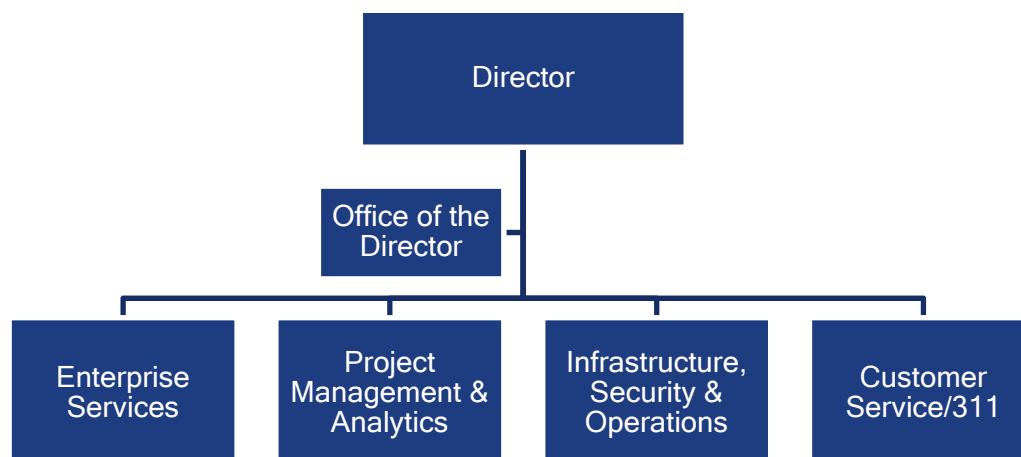 Director
Office of the
Director
Enterprise
Services
Project
Management &
Analytics
Infrastructure,
Security &
Operations
Customer
Service/311